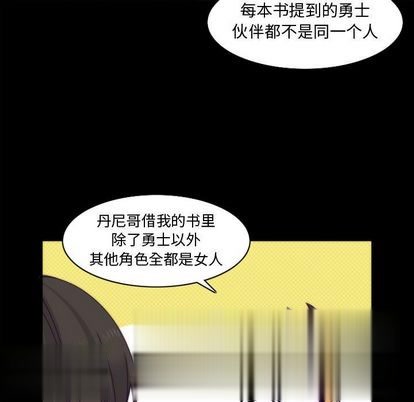 每本书提到的勇士
伙伴都不是同一个人
丹尼哥借我的书里
除了勇士以外
其他角色全都是女人